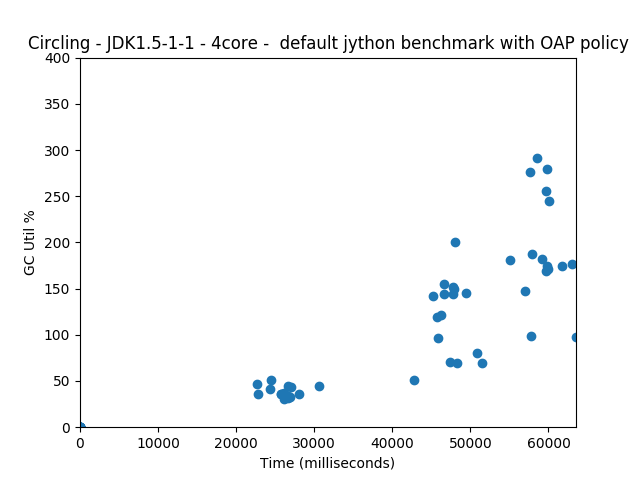 Circling - JDK1.5-1-1 - 4core -  default jython benchmark with OAP policy
400
350
300
250
200
150
100
50
0
GC Util %
0 10000 20000 30000 40000 50000 60000
Time (milliseconds)